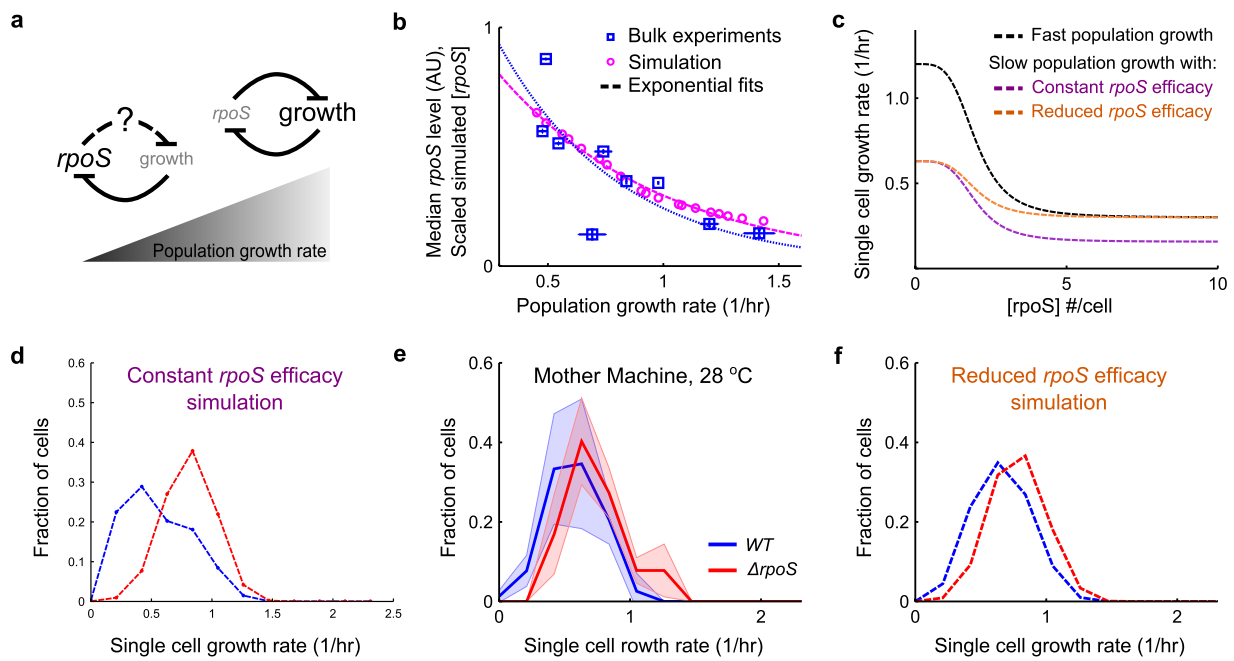 a
?
rpoS
growth
rpoS
growth
Population growth rate
b
Median rpoS level (AU),
Scaled simulated [rpoS]
1
0
0.5
1
1.5
Population growth rate (1/hr)
Bulk experiments
Simulation
Exponential fits
c
Single cell growth rate (1/hr)
1.0
0.5
0
5
10
[rpoS] #/cell
Fast population growth
Slow population growth with:
Constant rpoS efficacy
Reduced rpoS efficacy
d
Constant rpoS efficacy
simulation
Fraction of cells
0.6
0.5
0.4
0.3
0.2
0.1
0
0
0.5
1
1.5
2
2.5
Single cell growth rate (1/hr)
e
Mother Machine, 28 ºC
Fraction of cells
0.6
0.4
0.2
0
0
1
2
WT
ΔrpoS
Single cell rowth rate (1/hr)
f
Reduced rpoS efficacy
simulation
Fraction of cells
0.6
0.4
0.2
0
0
1
2
Single cell growth rate (1/hr)